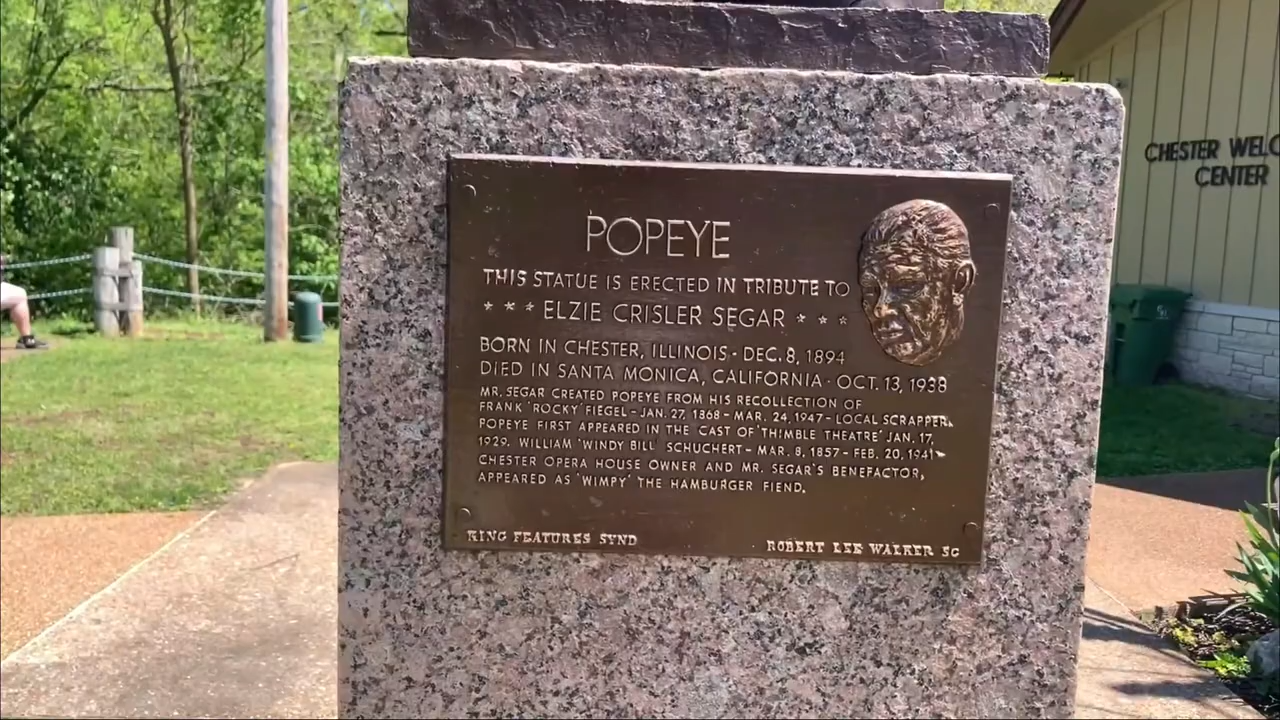 POPEYE
THIS STATUE IS ERECTED IN TRIBUTE TO
* * * ELZIE CRISLER SEGAR * * *
BORN IN CHESTER, ILLINOIS - DEC. 8, 1894
DIED IN SANTA MONICA, CALIFORNIA - OCT. 13, 1938
MR. SEGAR CREATED POPEYE FROM HIS RECOLLECTION OF
FRANK 'ROCKY' FIEGEL - JAN. 27, 1868 - MAR. 24, 1947 - LOCAL SCRAPPER.
POPEYE FIRST APPEARED IN THE CAST OF 'THIMBLE THEATRE' JAN. 17,
1929. WILLIAM 'WINDY BILL' SCHUCHERT - MAR. 8, 1857 - FEB. 20, 1941 -
CHESTER OPERA HOUSE OWNER AND MR. SEGAR'S BENEFACTOR,
APPEARED AS 'WIMPY' THE HAMBURGER FIEND.
KING FEATURES SYND
ROBERT LEE WALKER SC
CHESTER WELC
CENTER